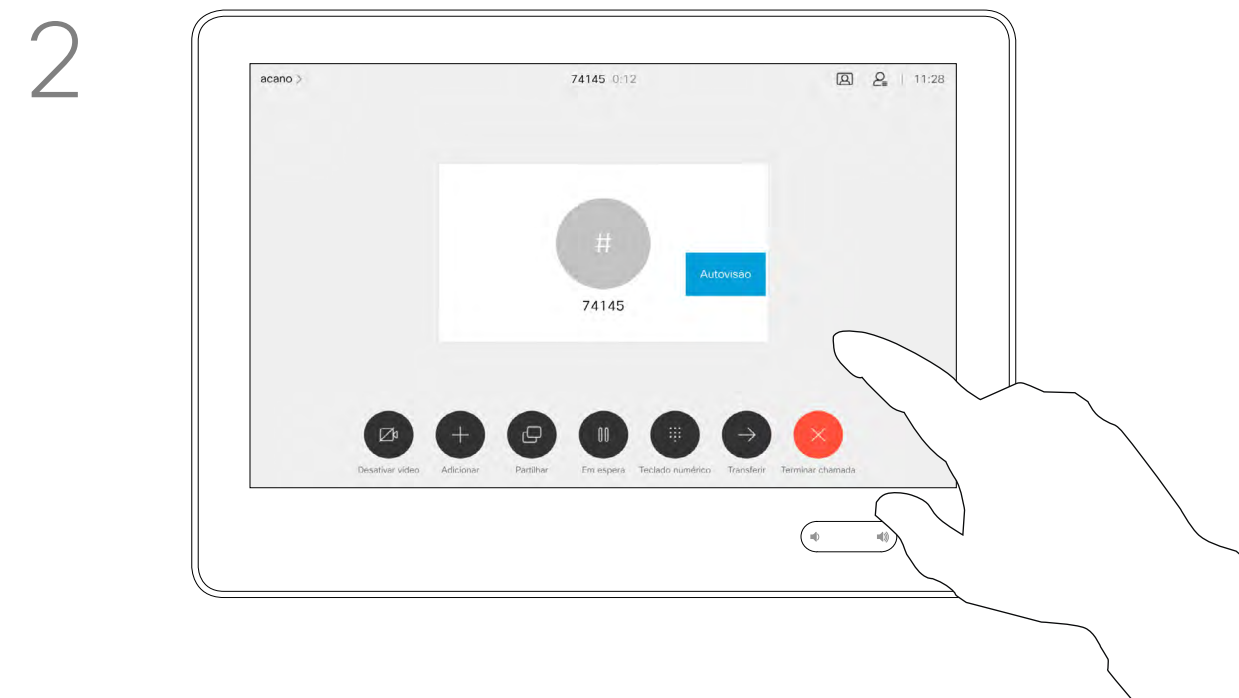 2
acano >
74145 0:12
11:28
#
Autovisão
74145
Desativar vídeo
Adicionar
Partilhar
Em espera
Teclado numérico
Transferir
Terminar chamada